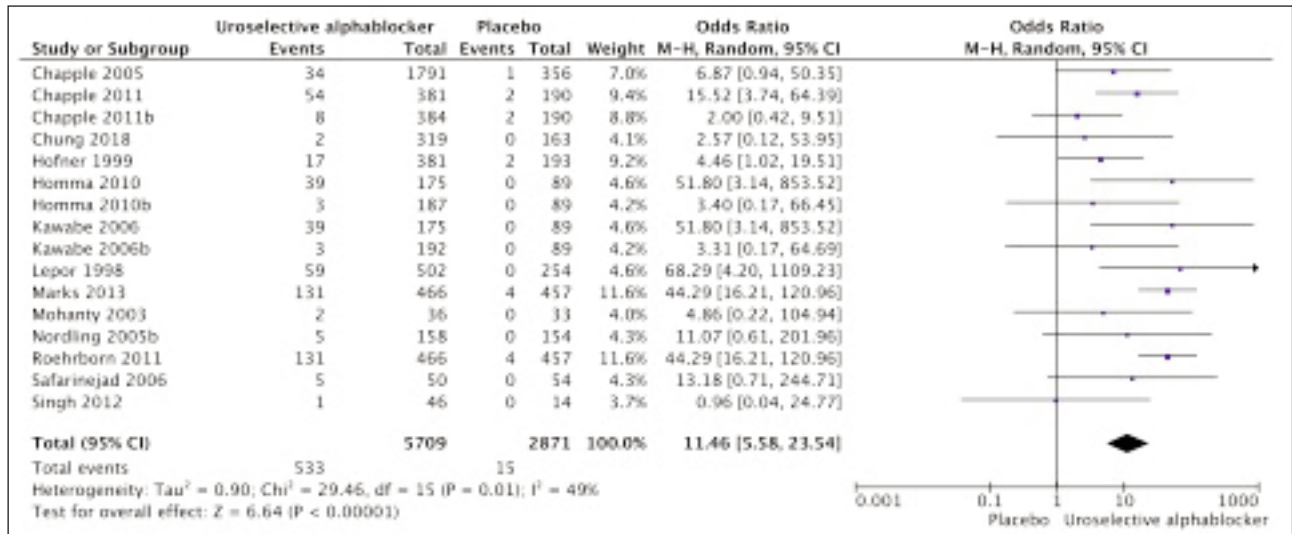 Uroselective alphablocker Placebo Odds Ratio Odds Ratio
Study or Subgroup Events Total Events Total Weight M-H, Random, 95% CI M-H, Random, 95% CI
Chapple 2005 34 1791 1 356 7.0% 6.87 [0.94, 50.35]
Chapple 2011 54 381 2 190 9.4% 15.52 [3.74, 64.39]
Chapple 2011b 8 384 2 190 8.8% 2.00 [0.42, 9.51]
Chung 2018 2 319 0 163 4.1% 2.57 [0.12, 53.95]
Hofner 1999 17 381 2 193 9.2% 4.46 [1.02, 19.51]
Homma 2010 39 175 0 89 4.6% 51.80 [3.14, 853.52]
Homma 2010b 3 187 0 89 4.2% 3.40 [0.17, 66.45]
Kawabe 2006 39 175 0 89 4.6% 51.80 [3.14, 853.52]
Kawabe 2006b 3 192 0 89 4.2% 3.31 [0.17, 64.69]
Lepor 1998 59 502 0 254 4.6% 68.29 [4.20, 1109.23]
Marks 2013 131 466 4 457 11.6% 44.29 [16.21, 120.96]
Mohanty 2003 2 36 0 33 4.0% 4.86 [0.22, 104.94]
Nordling 2005b 5 158 0 154 4.3% 11.07 [0.61, 201.96]
Roehrborn 2011 131 466 4 457 11.6% 44.29 [16.21, 120.96]
Safarinejad 2006 5 50 0 54 4.3% 13.18 [0.71, 244.71]
Singh 2012 1 46 0 14 3.7% 0.96 [0.04, 24.77]
Total (95% CI) 5709 2871 100.0% 11.46 [5.58, 23.54]
Total events 533 15
Heterogeneity: Tau² = 0.90; Chi² = 29.46, df = 15 (P = 0.01); I² = 49%
Test for overall effect: Z = 6.64 (P < 0.00001)
0.001 0.1 1 10 1000
Placebo Uroselective alphablocker